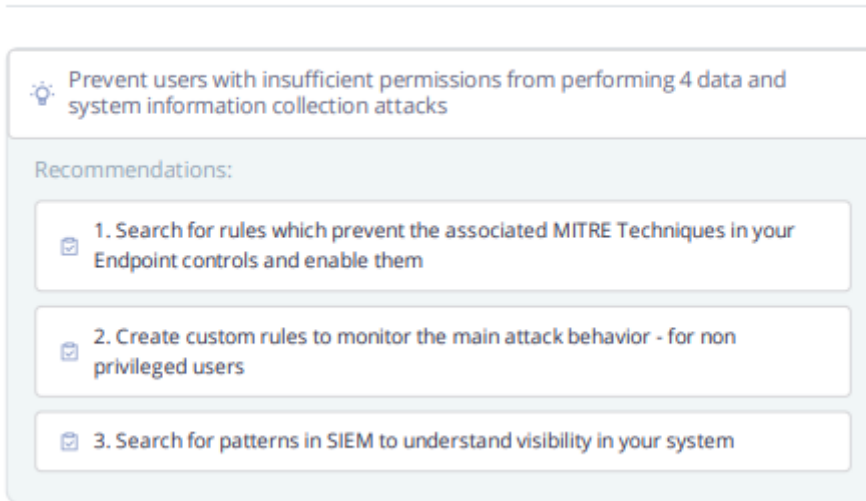 Prevent users with insufficient permissions from performing 4 data and
system information collection attacks
Recommendations:
1. Search for rules which prevent the associated MITRE Techniques in your
Endpoint controls and enable them
2. Create custom rules to monitor the main attack behavior - for non
privileged users
3. Search for patterns in SIEM to understand visibility in your system